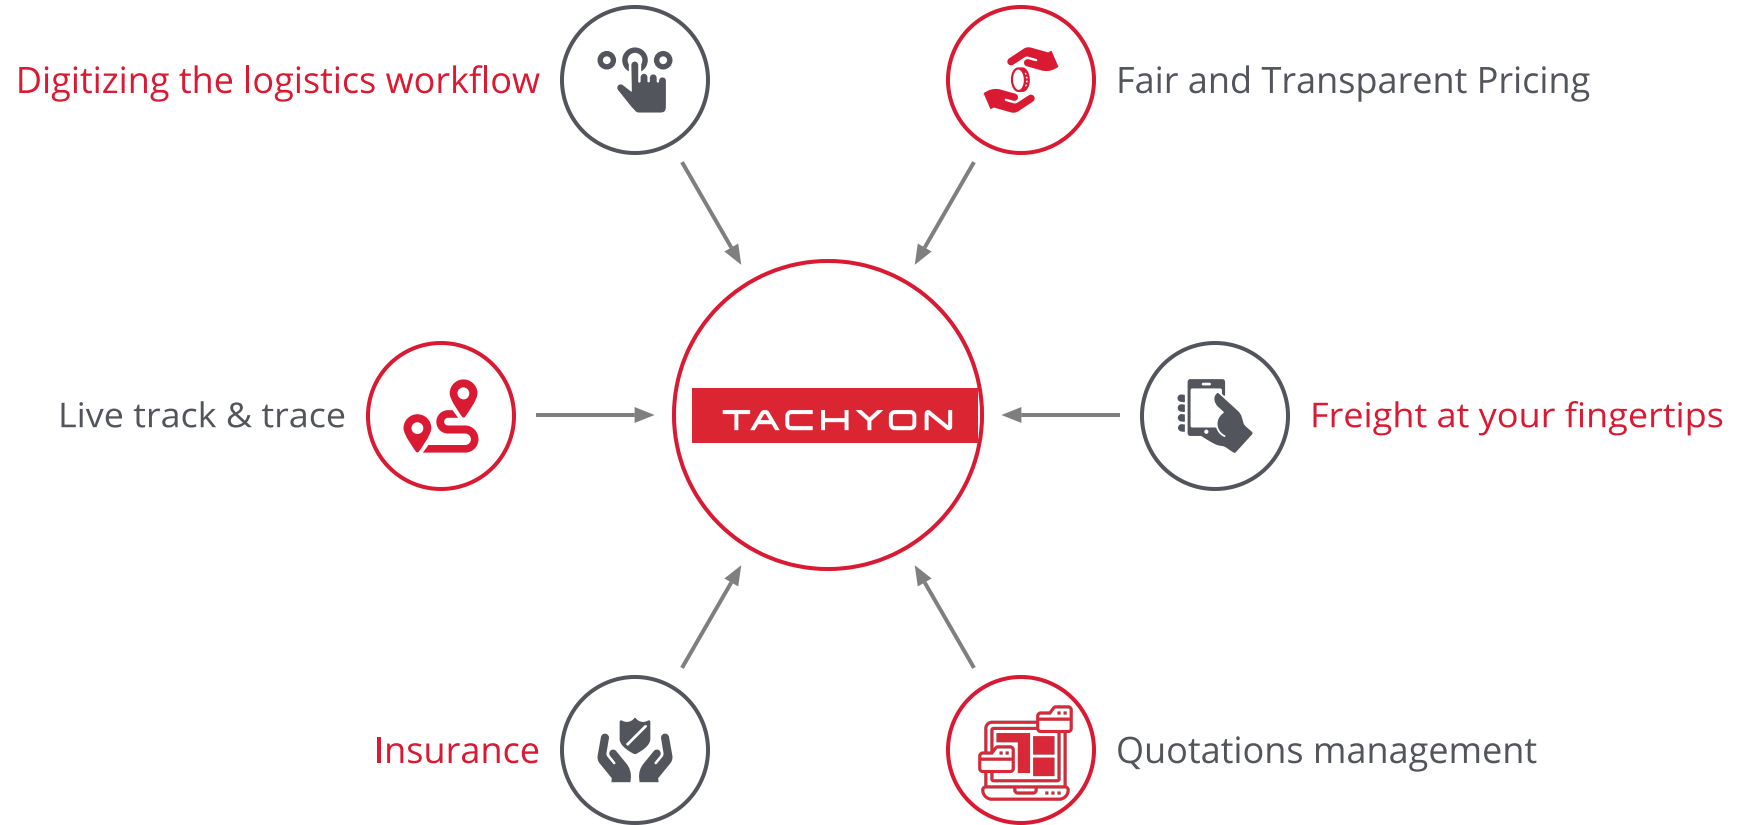 Digitizing the logistics workflow
Fair and Transparent Pricing
Live track & trace
TACHYON
Freight at your fingertips
Insurance
Quotations management